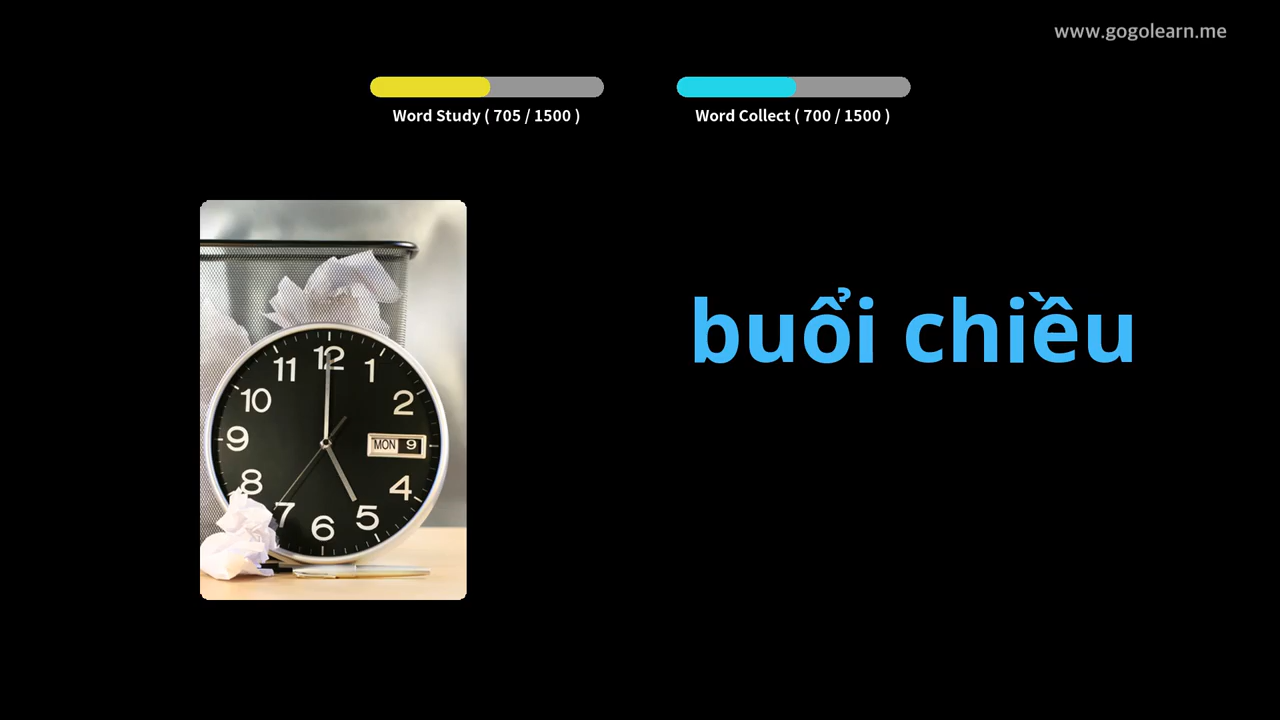 www.gogolearn.me
Word Study ( 705 / 1500 )
Word Collect ( 700 / 1500 )
buổi chiều
12
11
1
10
2
9
MON 9
8
4
7
5
6